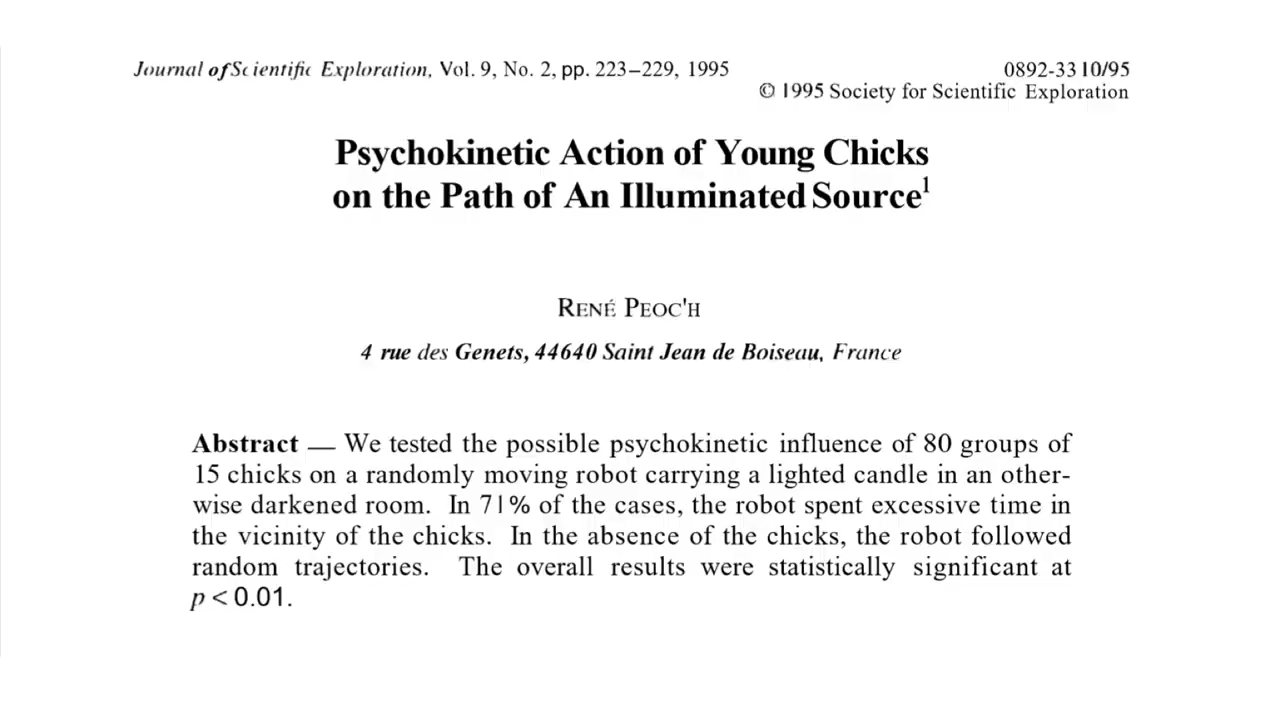 Journal of Scientific Exploration, Vol. 9, No. 2, pp. 223–229, 1995
0892-3310/95
© 1995 Society for Scientific Exploration
Psychokinetic Action of Young Chicks
on the Path of An Illuminated Source¹
RENÉ PEOC'H
4 rue des Genets, 44640 Saint Jean de Boiseau, France
Abstract — We tested the possible psychokinetic influence of 80 groups of
15 chicks on a randomly moving robot carrying a lighted candle in an other-
wise darkened room. In 71% of the cases, the robot spent excessive time in
the vicinity of the chicks. In the absence of the chicks, the robot followed
random trajectories. The overall results were statistically significant at
p < 0.01.